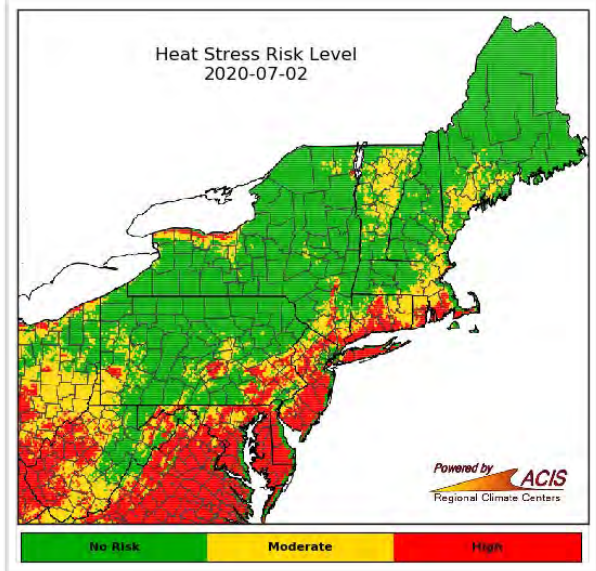 Heat Stress Risk Level
2020-07-02
Powered by
ACIS
Regional Climate Centers
No Risk
Moderate
High